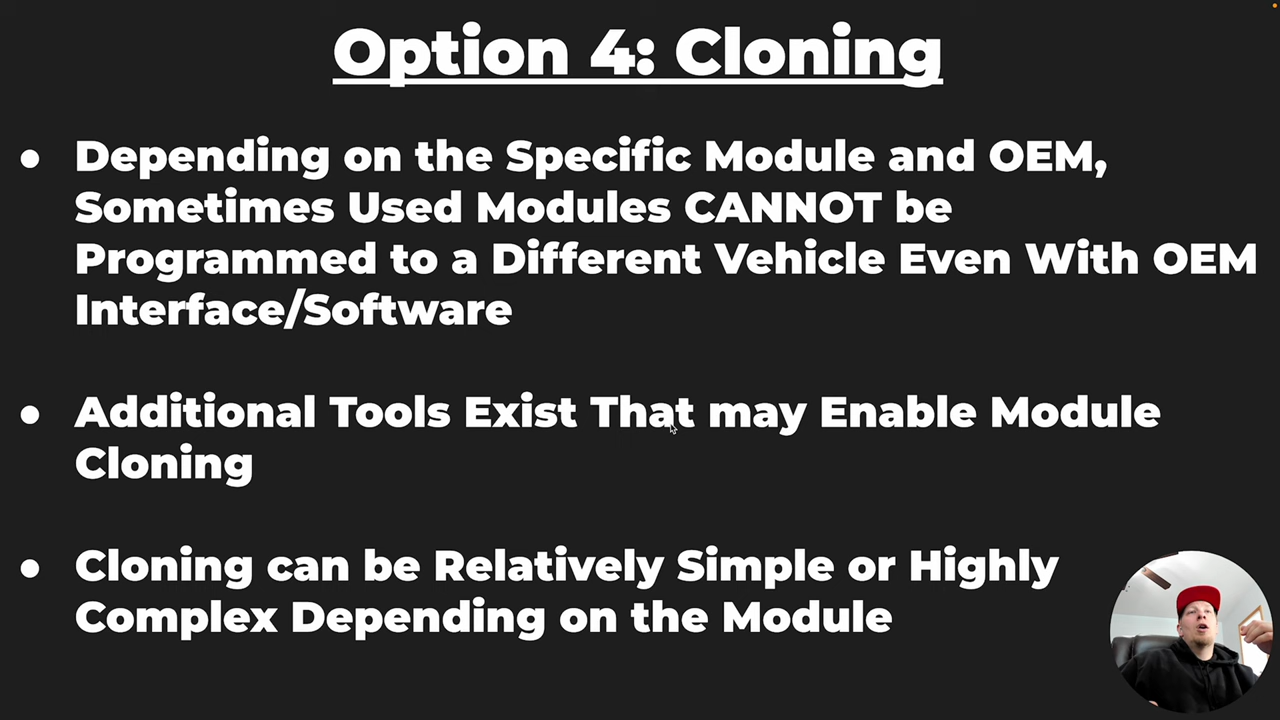 Option 4: Cloning
● Depending on the Specific Module and OEM,
Sometimes Used Modules CANNOT be
Programmed to a Different Vehicle Even With OEM
Interface/Software
● Additional Tools Exist That may Enable Module
Cloning
● Cloning can be Relatively Simple or Highly
Complex Depending on the Module